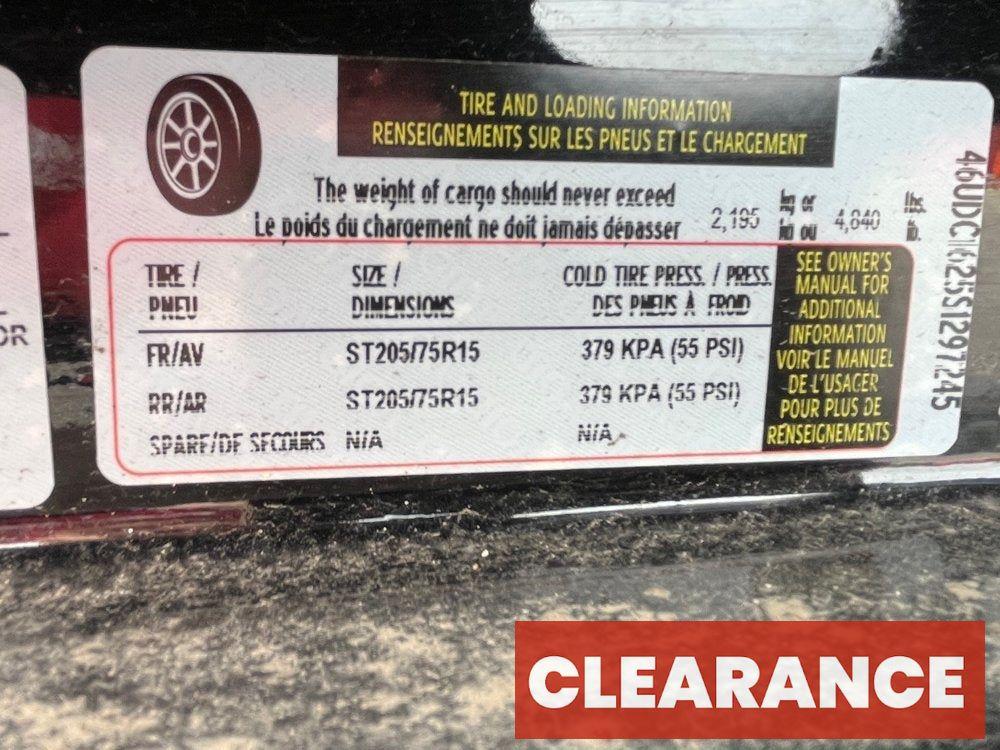 TIRE AND LOADING INFORMATION
RENSEIGNEMENTS SUR LES PNEUS ET LE CHARGEMENT
The weight of cargo should never exceed
Le poids du chargement ne doit jamais dépasser
2,195 kg or
kg ou
4,840 lbs.
lb.
TIRE / SIZE / COLD TIRE PRESS. / PRESS.
PNEU DIMENSIONS DES PNEUS À FROID
FR/AV ST205/75R15 379 KPA (55 PSI)
RR/AR ST205/75R15 379 KPA (55 PSI)
SPARE/DE SECOURS N/A N/A
SEE OWNER'S
MANUAL FOR
ADDITIONAL
INFORMATION
VOIR LE MANUEL
DE L'USAGER
POUR PLUS DE
RENSEIGNEMENTS
OR
CLEARANCE